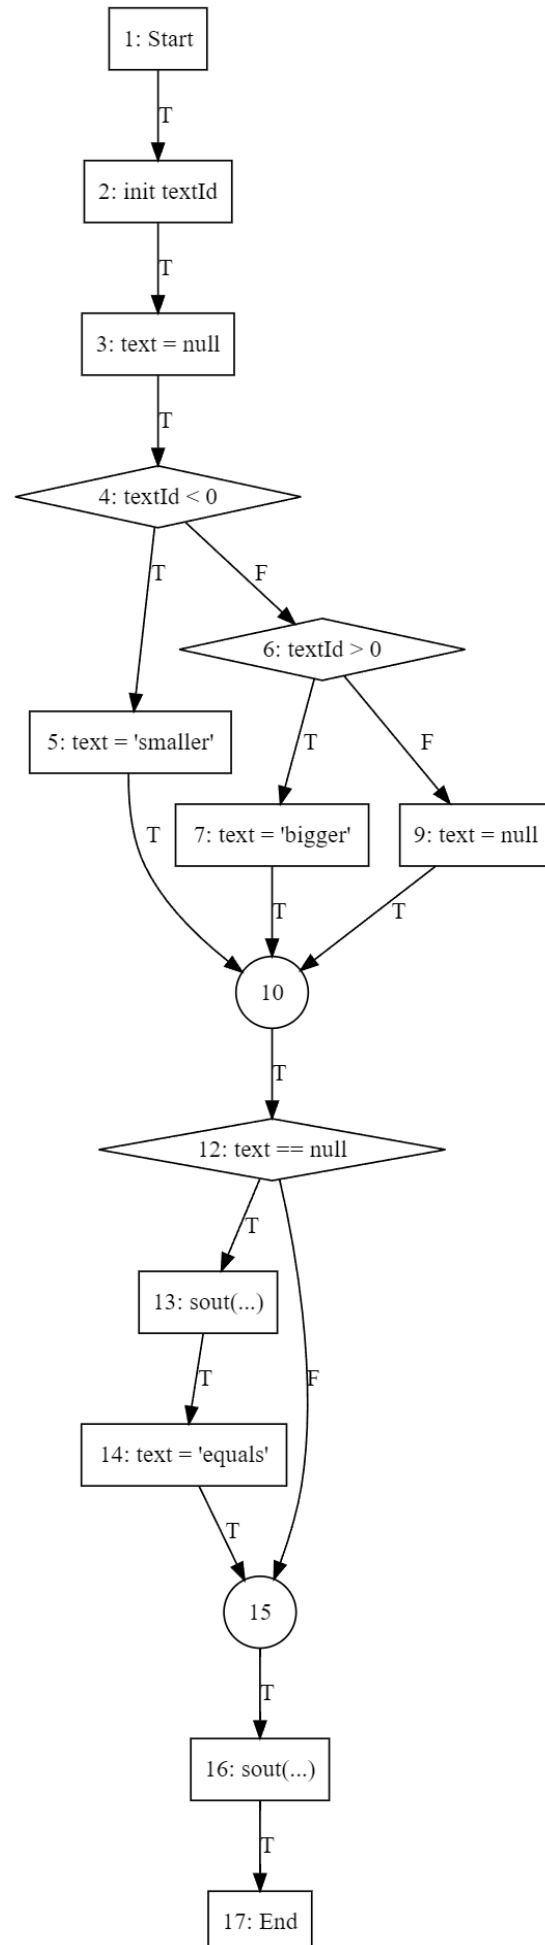 1: Start
T
2: init textId
T
3: text = null
T
4: textId < 0
T
F
6: textId > 0
5: text = 'smaller'
T
F
T
7: text = 'bigger'
9: text = null
T
T
10
T
12: text == null
T
13: sout(...)
T
F
14: text = 'equals'
T
15
T
16: sout(...)
T
17: End